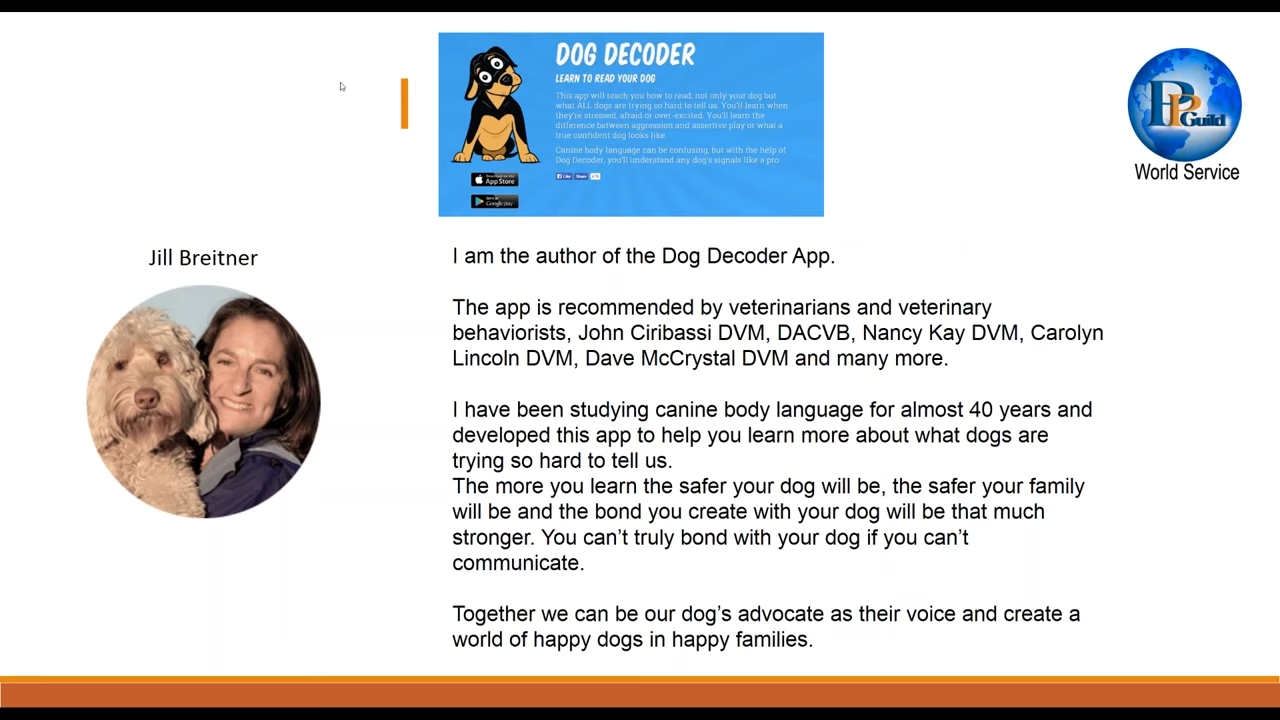 DOG DECODER
LEARN TO READ YOUR DOG
This app will teach you how to read, not only your dog but
what ALL dogs are trying so hard to tell us. You'll learn when
they're stressed, afraid or over-excited. You'll learn the
difference between aggression and assertive play or what a
true confident dog looks like.
Canine body language can be confusing, but with the help of
Dog Decoder, you'll understand any dog's signals like a pro
Like Share
App Store
Google play
PPGuild
World Service
Jill Breitner
I am the author of the Dog Decoder App.
The app is recommended by veterinarians and veterinary
behaviorists, John Ciribassi DVM, DACVB, Nancy Kay DVM, Carolyn
Lincoln DVM, Dave McCrystal DVM and many more.
I have been studying canine body language for almost 40 years and
developed this app to help you learn more about what dogs are
trying so hard to tell us.
The more you learn the safer your dog will be, the safer your family
will be and the bond you create with your dog will be that much
stronger. You can’t truly bond with your dog if you can’t
communicate.
Together we can be our dog’s advocate as their voice and create a
world of happy dogs in happy families.